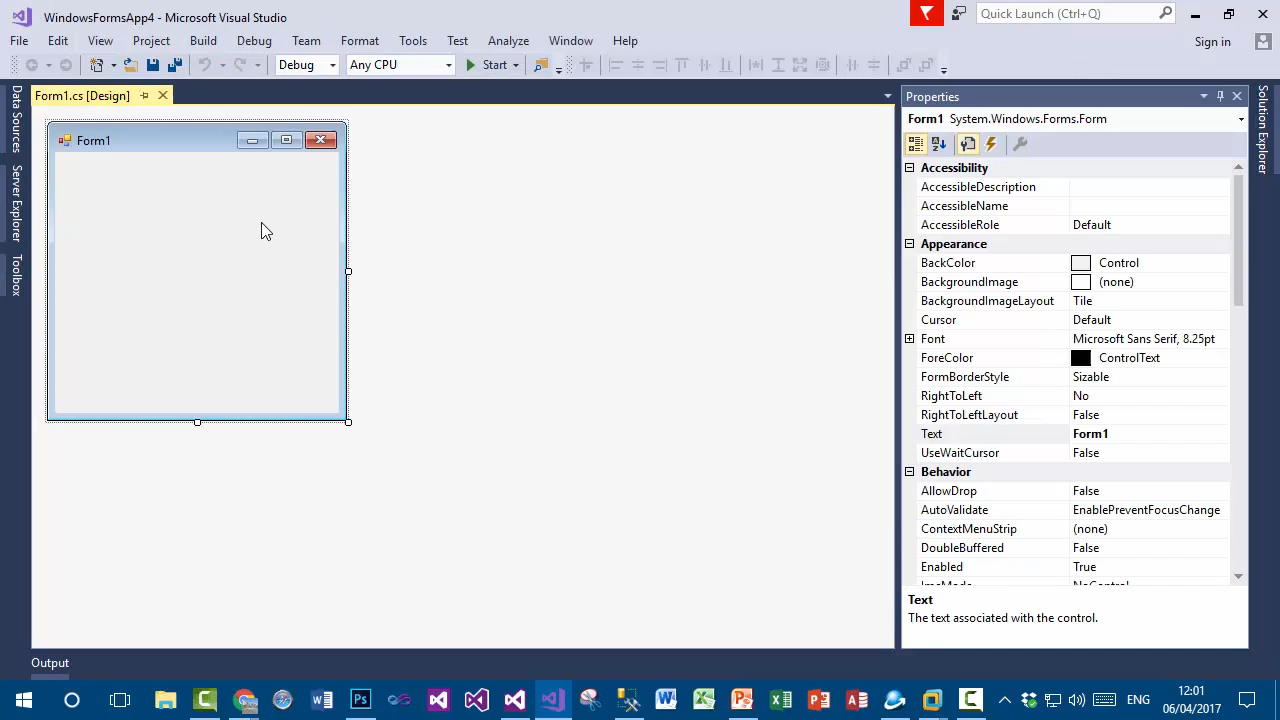 WindowsFormsApp4 - Microsoft Visual Studio
Quick Launch (Ctrl+Q)
File Edit View Project Build Debug Team Format Tools Test Analyze Window Help
Sign in
Debug Any CPU Start
Form1.cs [Design]
Data Sources
Server Explorer
Toolbox
Form1
Properties
Form1 System.Windows.Forms.Form
Accessibility
AccessibleDescription
AccessibleName
AccessibleRole Default
Appearance
BackColor Control
BackgroundImage (none)
BackgroundImageLayout Tile
Cursor Default
Font Microsoft Sans Serif, 8.25pt
ForeColor ControlText
FormBorderStyle Sizable
RightToLeft No
RightToLeftLayout False
Text Form1
UseWaitCursor False
Behavior
AllowDrop False
AutoValidate EnablePreventFocusChange
ContextMenuStrip (none)
DoubleBuffered False
Enabled True
ImeMode NoControl
Text
The text associated with the control.
Solution Explorer
Output
ENG
12:01
06/04/2017